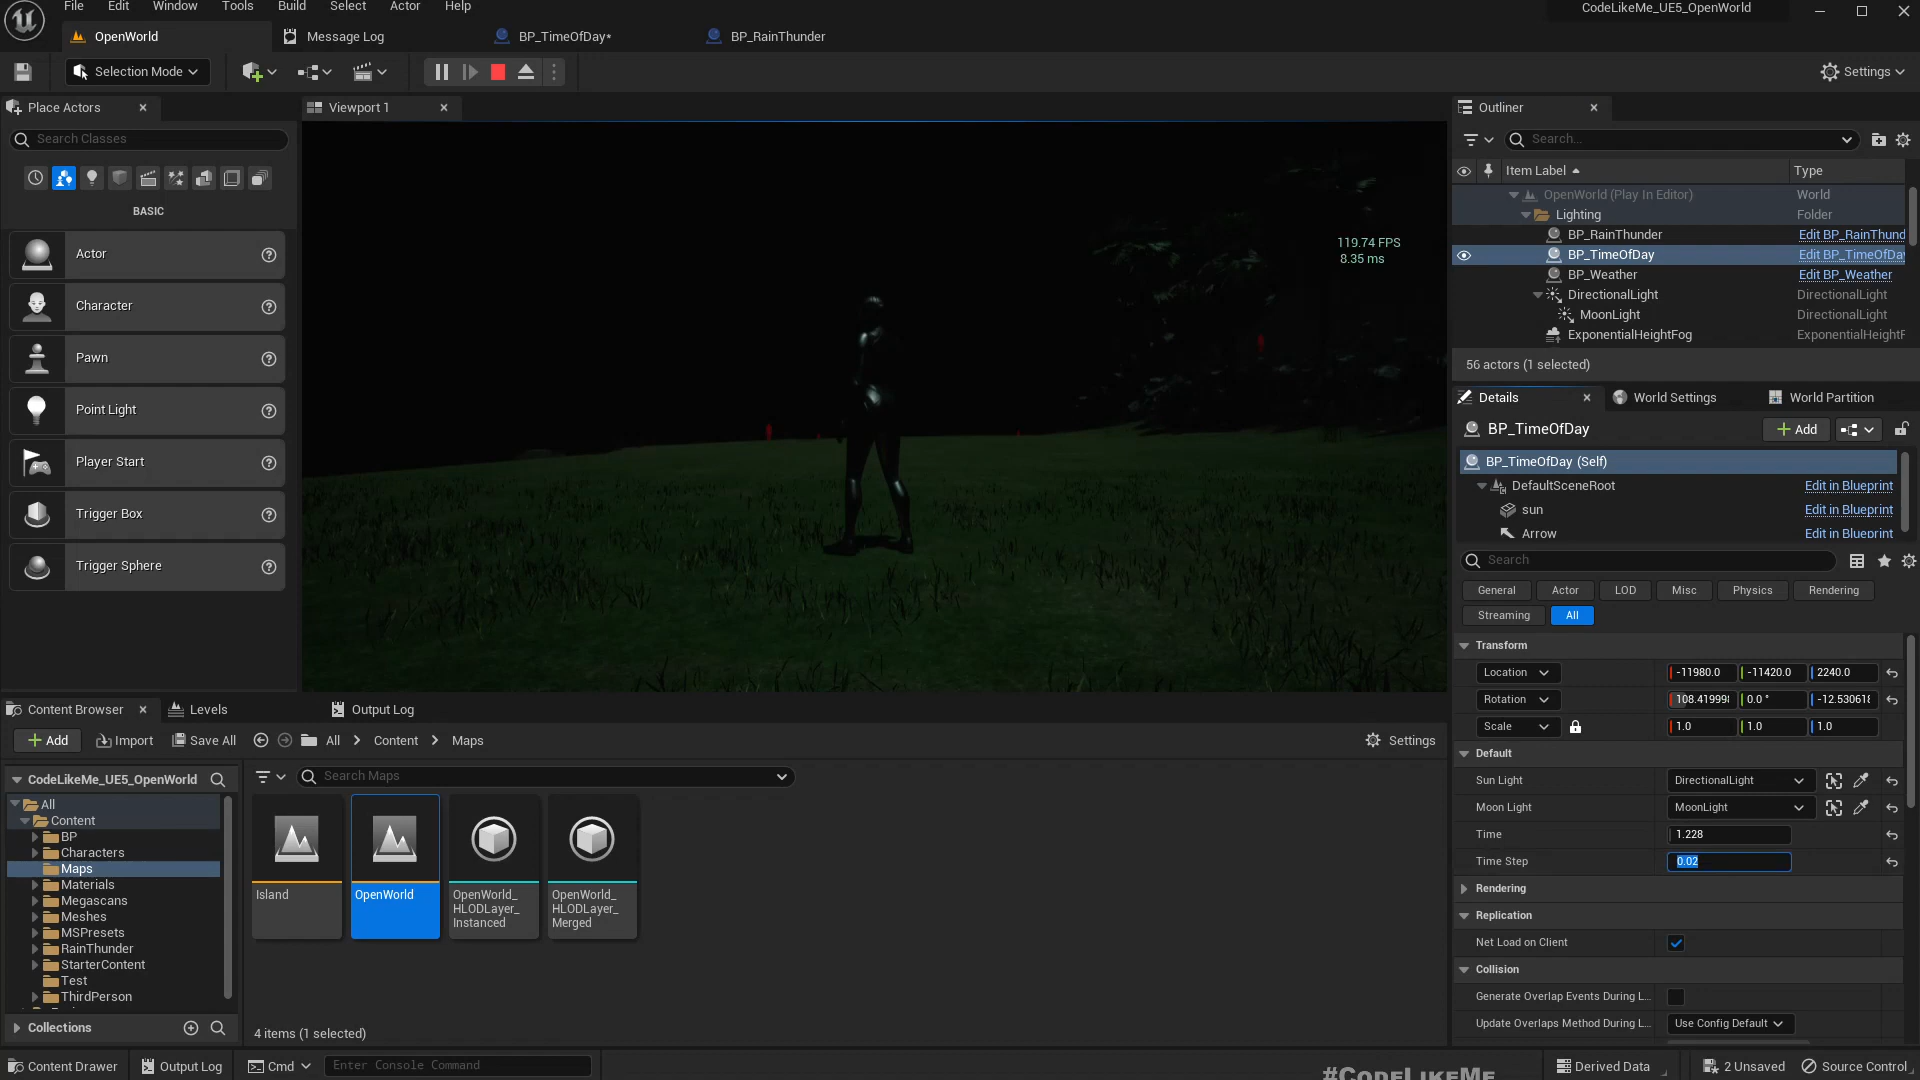 File Edit Window Tools Build Select Actor Help
CodeLikeMe_UE5_OpenWorld
OpenWorld
Message Log
BP_TimeOfDay*
BP_RainThunder
Selection Mode
Settings
Place Actors
Viewport 1
Outliner
Search Classes
Search...
Item Label
Type
BASIC
OpenWorld (Play In Editor) World
Lighting Folder
BP_RainThunder Edit BP_RainThund
BP_TimeOfDay Edit BP_TimeOfDay
BP_Weather Edit BP_Weather
DirectionalLight DirectionalLight
MoonLight DirectionalLight
ExponentialHeightFog ExponentialHeightF
119.74 FPS
8.35 ms
Actor
Character
Pawn
Point Light
Player Start
Trigger Box
Trigger Sphere
56 actors (1 selected)
Details
World Settings
World Partition
BP_TimeOfDay
Add
BP_TimeOfDay (Self)
DefaultSceneRoot Edit in Blueprint
sun Edit in Blueprint
Arrow Edit in Blueprint
Search
General Actor LOD Misc Physics Rendering
Streaming All
Transform
Location -11980.0 -11420.0 2240.0
Rotation 108.41999 0.0 ° -12.53061
Scale 1.0 1.0 1.0
Default
Sun Light DirectionalLight
Moon Light MoonLight
Time 1.228
Time Step 0.02
Rendering
Replication
Net Load on Client
Collision
Generate Overlap Events During L...
Update Overlaps Method During L... Use Config Default
Content Browser
Levels
Output Log
Add Import Save All All > Content > Maps
Settings
CodeLikeMe_UE5_OpenWorld
Search Maps
All
Content
BP
Characters
Maps
Materials
Megascans
Meshes
MSPresets
RainThunder
StarterContent
Test
ThirdPerson
Collections
Island
OpenWorld
OpenWorld_
HLODLayer_
Instanced
OpenWorld_
HLODLayer_
Merged
4 items (1 selected)
Content Drawer
Output Log
Cmd
Enter Console Command
#CodeLikeMe
Derived Data
2 Unsaved
Source Control